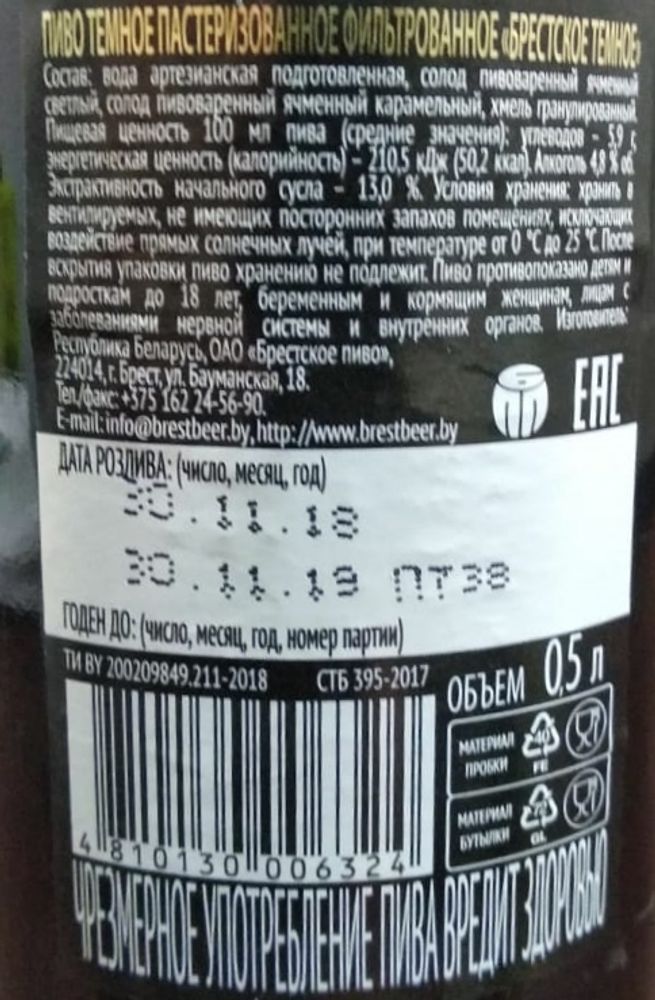 ПИВО ТЕМНОЕ ПАСТЕРИЗОВАННОЕ ФИЛЬТРОВАННОЕ «БРЕСТСКОЕ ТЕМНОЕ»
Состав: вода артезианская подготовленная, солод пивоваренный ячменный
светлый, солод пивоваренный ячменный карамельный, хмель гранулированный.
Пищевая ценность 100 мл пива (средние значения): углеводов - 5,9 г,
энергетическая ценность (калорийность) - 210,5 кДж (50,2 ккал). Алкоголь 4,8 % об.
Экстрактивность начального сусла - 13,0 %. Условия хранения: хранить в
вентилируемых, не имеющих посторонних запахов помещениях, исключающих
воздействие прямых солнечных лучей, при температуре от 0 °С до 25 °С. После
вскрытия упаковки пиво хранению не подлежит. Пиво противопоказано детям и
подросткам до 18 лет, беременным и кормящим женщинам, лицам с
заболеваниями нервной системы и внутренних органов. Изготовитель:
Республика Беларусь, ОАО «Брестское пиво»,
224014, г. Брест, ул. Бауманская, 18.
Тел./факс: +375 162 24-56-90.
E-mail: info@brestbeer.by, http://www.brestbeer.by
EAC
ДАТА РОЗЛИВА: (число, месяц, год)
30.11.18
30.11.19 ПТ38
ГОДЕН ДО: (число, месяц, год, номер партии)
ТИ BY 200209849.211-2018 СТБ 395-2017
ОБЪЕМ 0,5 л
МАТЕРИАЛ
ПРОБКИ
40
FE
МАТЕРИАЛ
БУТЫЛКИ
GL
4 810130 006324
ЧРЕЗМЕРНОЕ УПОТРЕБЛЕНИЕ ПИВА ВРЕДИТ ЗДОРОВЬЮ